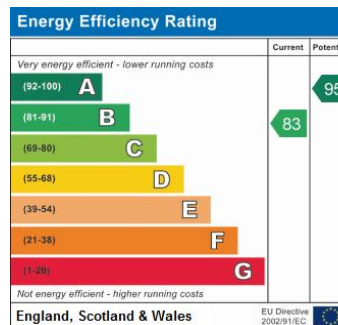 Energy Efficiency Rating
Current Potent
Very energy efficient - lower running costs
(92-100) A
95
(81-91) B
83
(69-80) C
(55-68) D
(39-54) E
(21-38) F
(1-20) G
Not energy efficient - higher running costs
England, Scotland & Wales
EU Directive
2002/91/EC